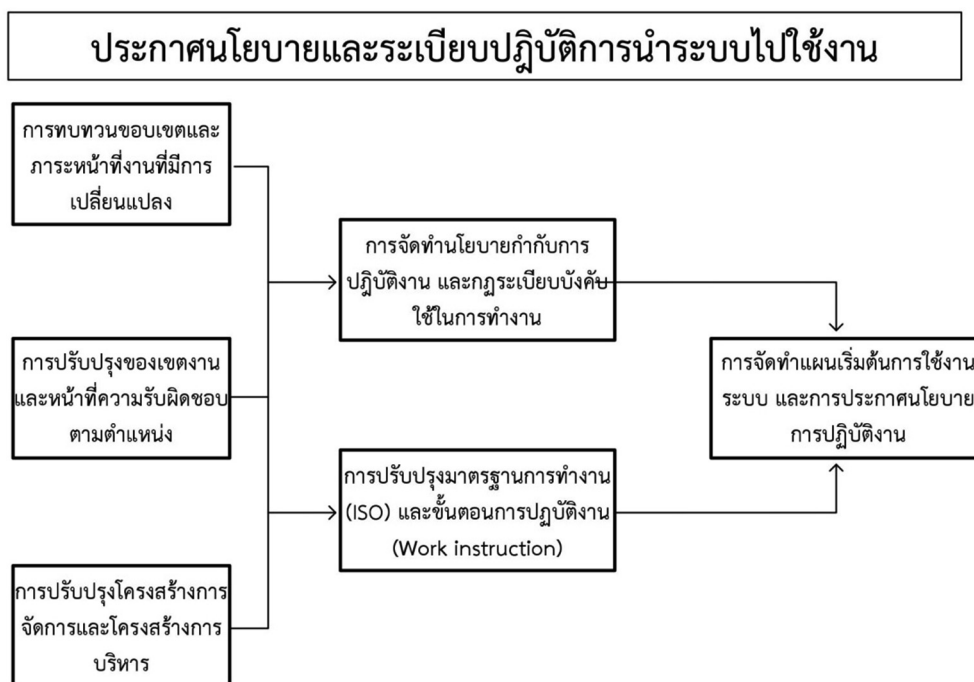 ประกาศนโยบายและระเบียบปฎิบัติการนำระบบไปใช้งาน
การทบทวนขอบเขตและ
ภาระหน้าที่งานที่มีการ
เปลี่ยนแปลง
การปรับปรุงของเขตงาน
และหน้าที่ความรับผิดชอบ
ตามตำแหน่ง
การปรับปรุงโครงสร้างการ
จัดการและโครงสร้างการ
บริหาร
การจัดทำนโยบายกำกับการ
ปฎิบัติงาน และกฏระเบียบบังคับ
ใช้ในการทำงาน
การปรับปรุงมาตรฐานการทำงาน
(ISO) และขั้นตอนการปฏบัติงาน
(Work instruction)
การจัดทำแผนเริ่มต้นการใช้งาน
ระบบ และการประกาศนโยบาย
การปฏิบัติงาน